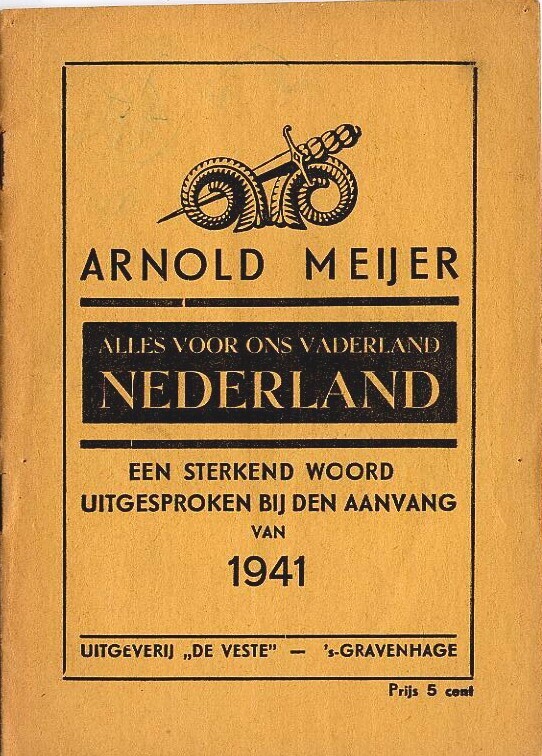 ARNOLD MEIJER
ALLES VOOR ONS VADERLAND
NEDERLAND
EEN STERKEND WOORD
UITGESPROKEN BIJ DEN AANVANG
VAN
1941
UITGEVERIJ „DE VESTE” — 's-GRAVENHAGE
Prijs 5 cent